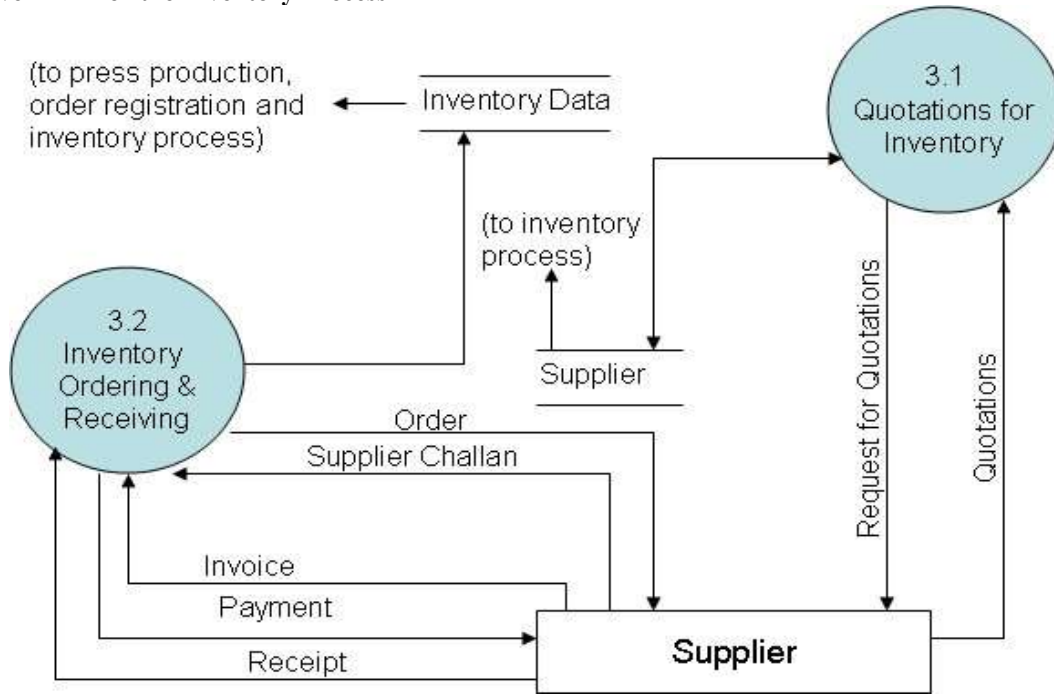 3.1
Quotations for
Inventory
(to press production,
order registration and
inventory process)
Inventory Data
(to inventory
process)
3.2
Inventory
Ordering &
Receiving
Supplier
Request for Quotations
Quotations
Order
Supplier Challan
Invoice
Payment
Receipt
Supplier